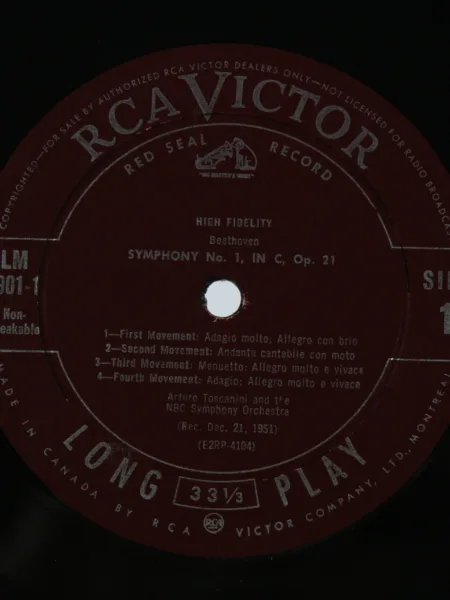 COPYRIGHTED—FOR SALE BY AUTHORIZED RCA VICTOR DEALERS ONLY—NOT LICENSED FOR RADIO BROADCAST
RCA VICTOR
RED SEAL RECORD
"HIS MASTER'S VOICE"
HIGH FIDELITY
Beethoven
SYMPHONY No. 1, IN C, Op. 21
LM
901-1
Non-
eakable
SI
1
1—First Movement: Adagio molto; Allegro con brio
2—Second Movement: Andante cantabile con moto
3—Third Movement: Menuetto: Allegro molto e vivace
4—Fourth Movement: Adagio; Allegro molto e vivace
Arturo Toscanini and the
NBC Symphony Orchestra
(Rec. Dec. 21, 1951)
(E2RP-4104)
LONG 33 1/3 PLAY
MADE IN CANADA BY RCA VICTOR COMPANY, LTD., MONTREAL
RCA